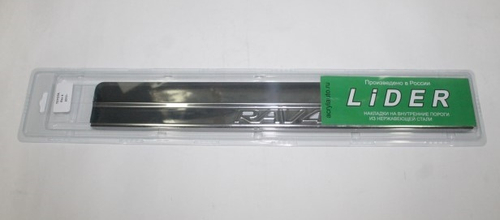 Произведено в России
LiDER
НАКЛАДКИ НА ВНУТРЕННИЕ ПОРОГИ
ИЗ НЕРЖАВЕЮЩЕЙ СТАЛИ
RAV4